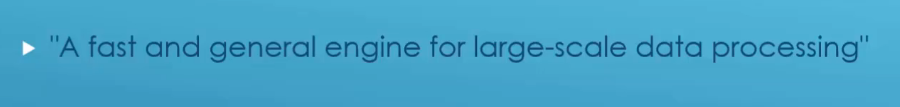 "A fast and general engine for large-scale data processing"